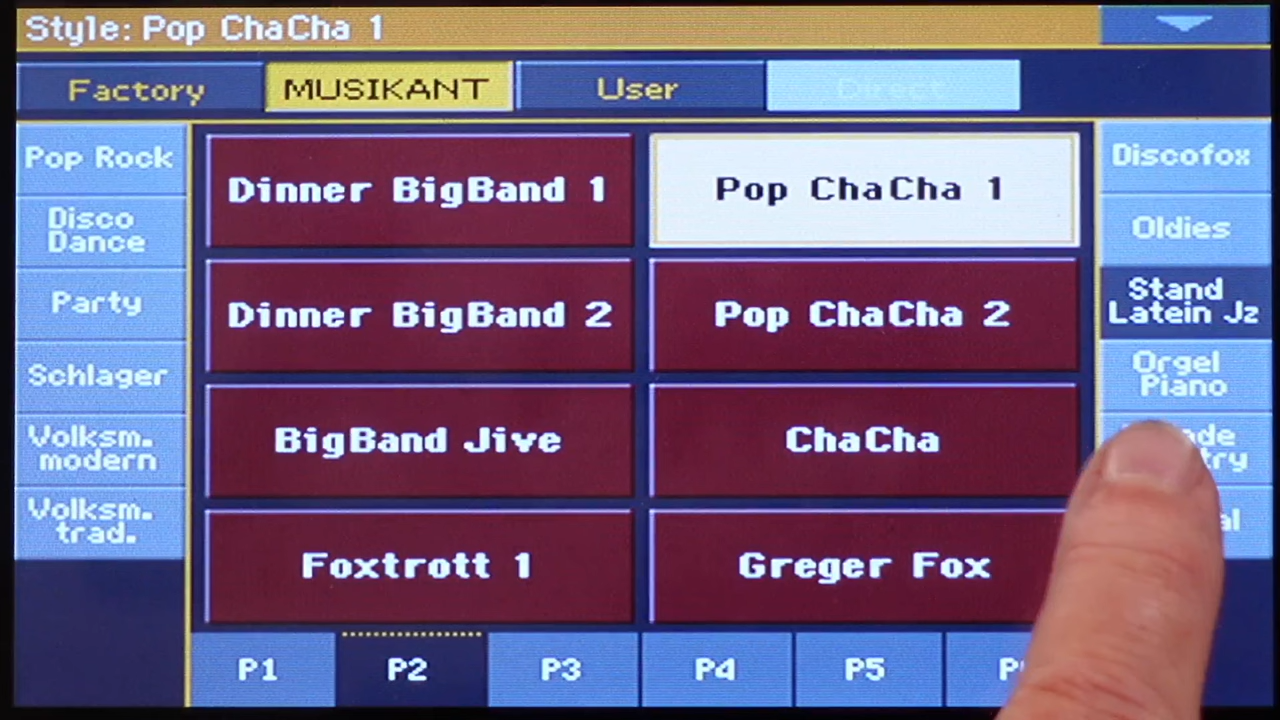 Style: Pop ChaCha 1
Factory
MUSIKANT
User
Pop Rock
Disco
Dance
Party
Schlager
Volksm.
modern
Volksm.
trad.
Dinner BigBand 1
Pop ChaCha 1
Dinner BigBand 2
Pop ChaCha 2
BigBand Jive
ChaCha
Foxtrott 1
Greger Fox
Discofox
Oldies
Stand
Latein Jz
Orgel
Piano
P1
P2
P3
P4
P5